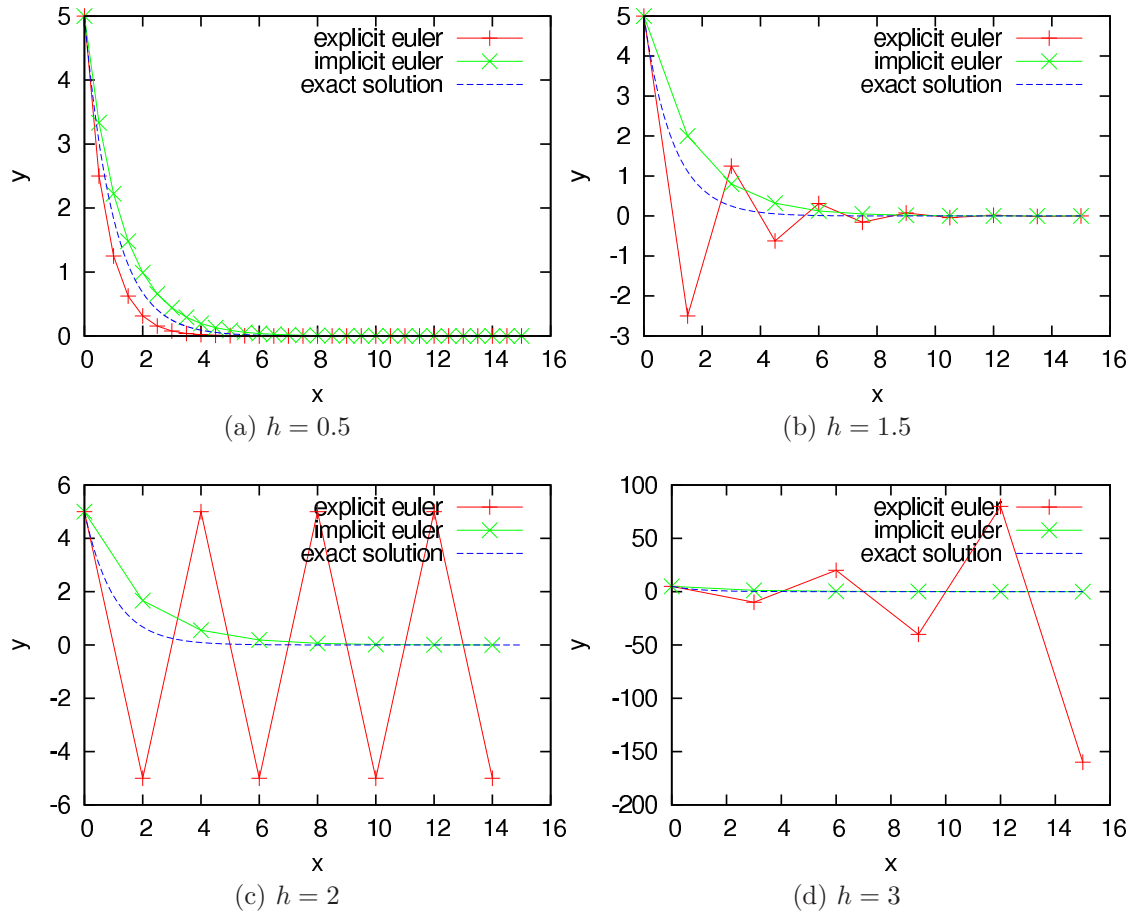 5
4
3
2
1
0
y
explicit euler
implicit euler
exact solution
0 2 4 6 8 10 12 14 16
x
(a) h = 0.5
5
4
3
2
1
0
-1
-2
-3
y
explicit euler
implicit euler
exact solution
0 2 4 6 8 10 12 14 16
x
(b) h = 1.5
6
4
2
0
-2
-4
-6
y
explicit euler
implicit euler
exact solution
0 2 4 6 8 10 12 14 16
x
(c) h = 2
100
50
0
-50
-100
-150
-200
y
explicit euler
implicit euler
exact solution
0 2 4 6 8 10 12 14 16
x
(d) h = 3